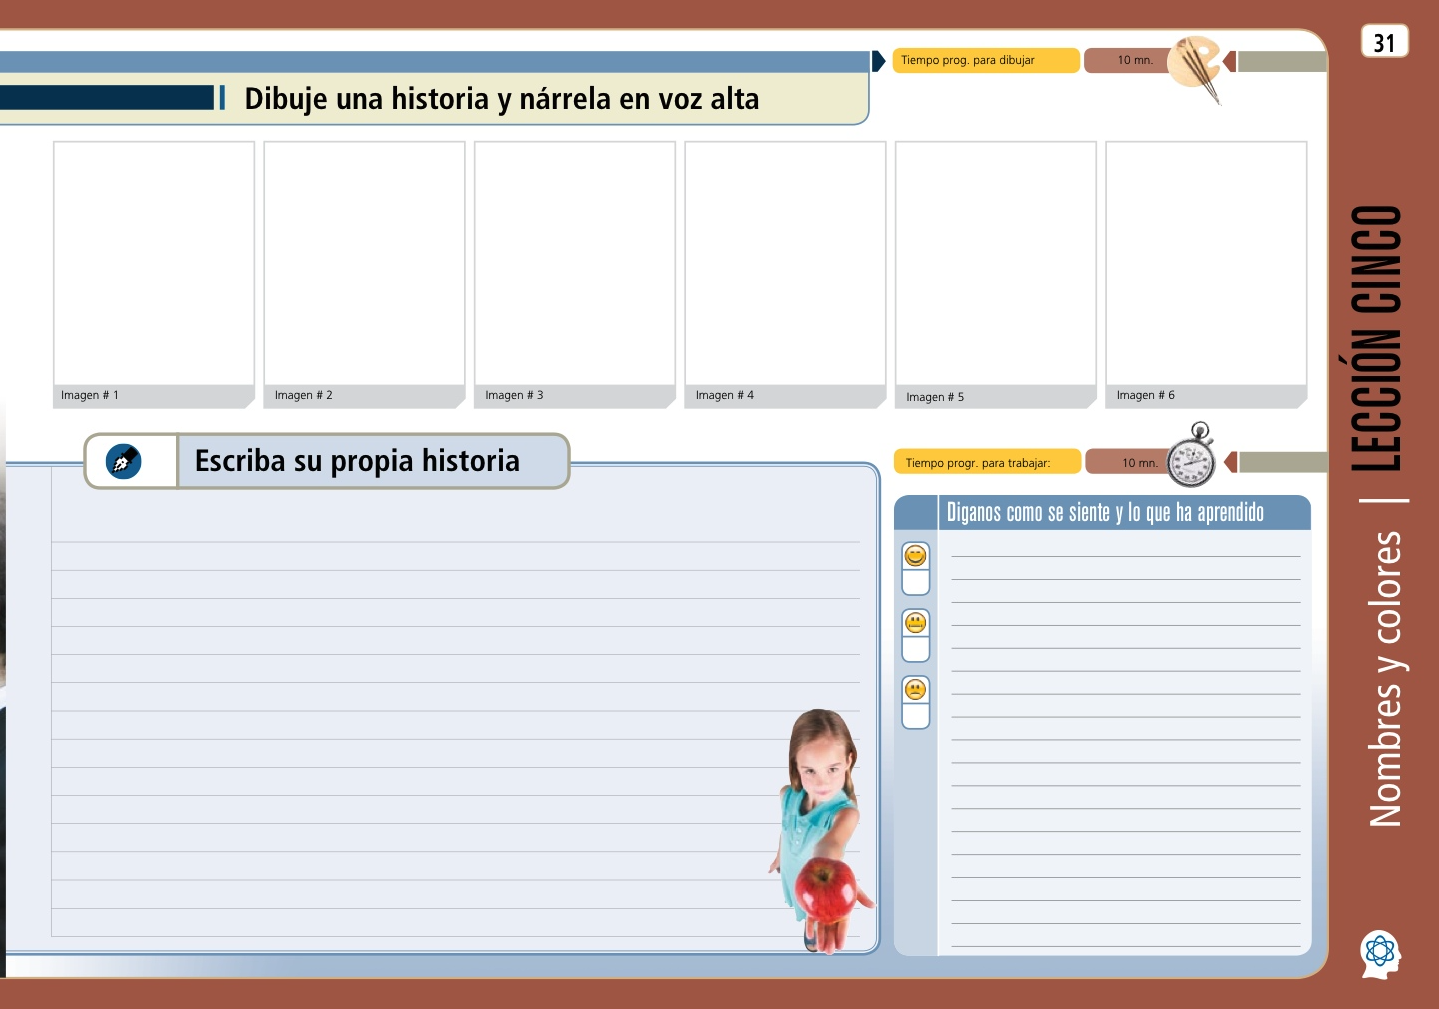 31
Tiempo prog. para dibujar
10 mn.
Dibuje una historia y nárrela en voz alta
Imagen # 1
Imagen # 2
Imagen # 3
Imagen # 4
Imagen # 5
Imagen # 6
Escriba su propia historia
Tiempo progr. para trabajar:
10 mn.
Diganos como se siente y lo que ha aprendido
Nombres y colores | LECCIÓN CINCO